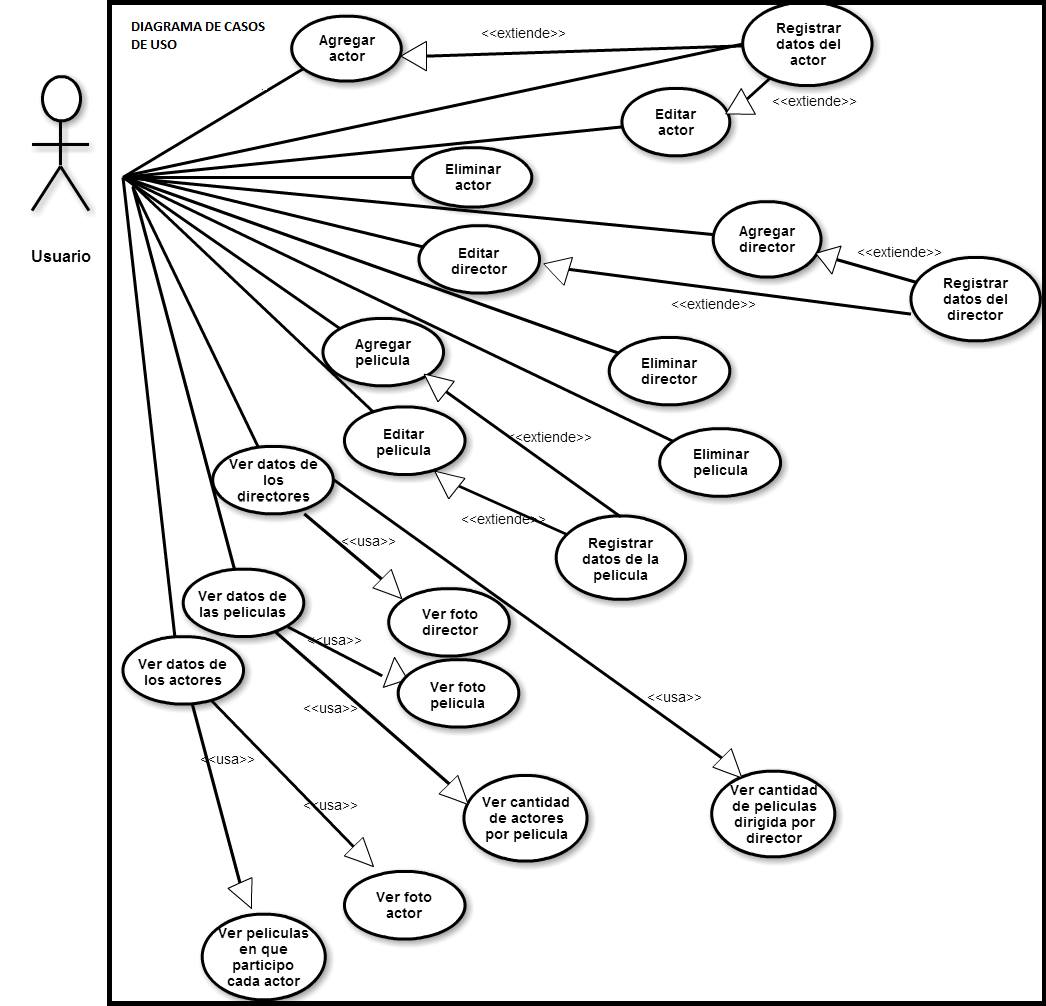 DIAGRAMA DE CASOS
DE USO
<<extiende>>
Registrar
datos del
actor
Agregar
actor
<<extiende>>
Editar
actor
Eliminar
actor
Agregar
director
<<extiende>>
Editar
director
Usuario
Registrar
datos del
director
<<extiende>>
Agregar
pelicula
Eliminar
director
Editar
pelicula
<<extiende>>
Eliminar
pelicula
Ver datos de
los
directores
<<extiende>>
<<usa>>
Registrar
datos de la
pelicula
Ver datos de
las peliculas
Ver foto
director
<<usa>>
Ver datos de
los actores
Ver foto
pelicula
<<usa>>
<<usa>>
<<usa>>
<<usa>>
Ver cantidad
de actores
por pelicula
Ver cantidad
de peliculas
dirigida por
director
Ver foto
actor
Ver peliculas
en que
participo
cada actor